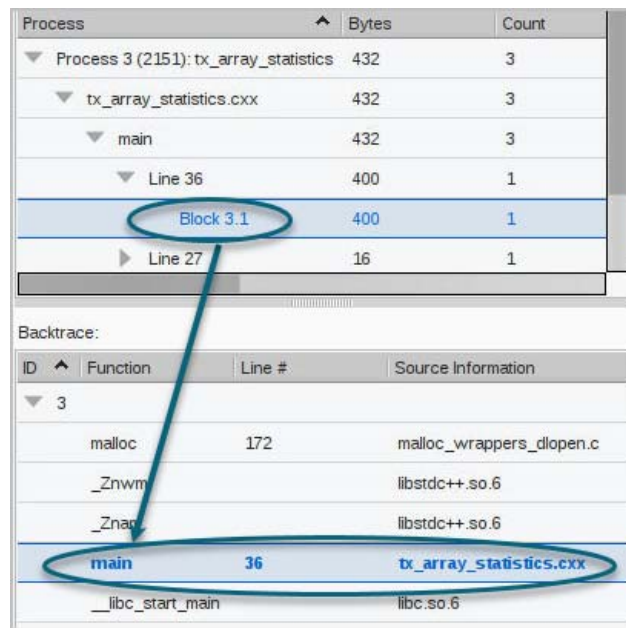 Process Bytes Count
Process 3 (2151): tx_array_statistics 432 3
tx_array_statistics.cxx 432 3
main 432 3
Line 36 400 1
Block 3.1 400 1
Line 27 16 1
Backtrace:
ID Function Line # Source Information
3
malloc 172 malloc_wrappers_dlopen.c
_Znwm libstdc++.so.6
libstdc++.so.6
main 36 tx_array_statistics.cxx
__libc_start_main libc.so.6